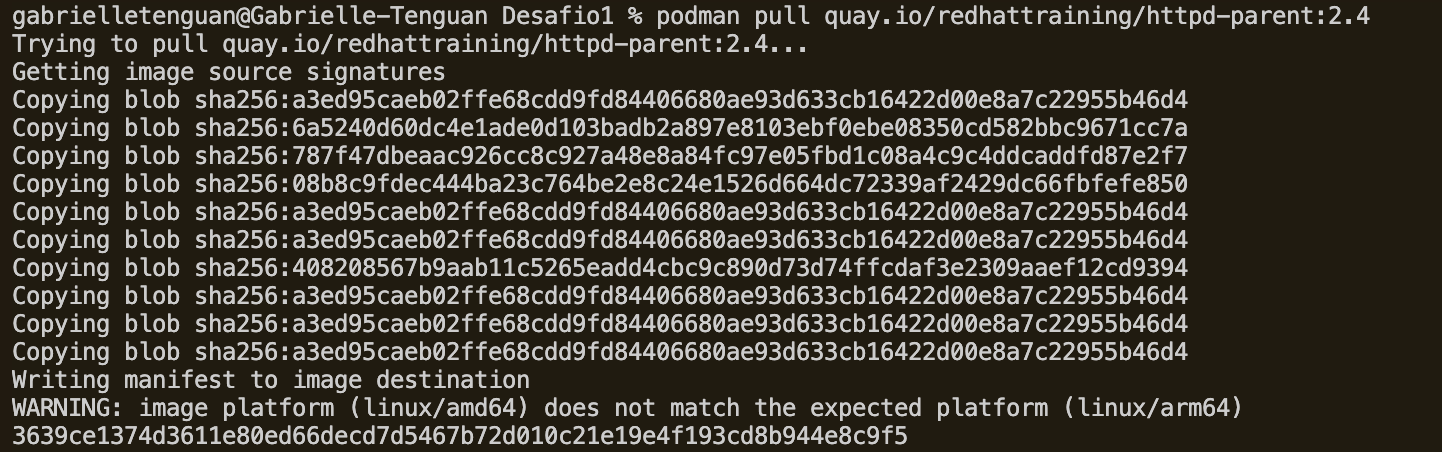 gabrielletenguan@Gabrielle-Tenguan Desafio1 % podman pull quay.io/redhattraining/httpd-parent:2.4
Trying to pull quay.io/redhattraining/httpd-parent:2.4...
Getting image source signatures
Copying blob sha256:a3ed95caeb02ffe68cdd9fd84406680ae93d633cb16422d00e8a7c22955b46d4
Copying blob sha256:6a5240d60dc4e1ade0d103badb2a897e8103ebf0ebe08350cd582bbc9671cc7a
Copying blob sha256:787f47dbeaac926cc8c927a48e8a84fc97e05fbd1c08a4c9c4ddcaddfd87e2f7
Copying blob sha256:08b8c9fdec444ba23c764be2e8c24e1526d664dc72339af2429dc66fbfefe850
Copying blob sha256:a3ed95caeb02ffe68cdd9fd84406680ae93d633cb16422d00e8a7c22955b46d4
Copying blob sha256:a3ed95caeb02ffe68cdd9fd84406680ae93d633cb16422d00e8a7c22955b46d4
Copying blob sha256:408208567b9aab11c5265eadd4cbc9c890d73d74ffcdaf3e2309aaef12cd9394
Copying blob sha256:a3ed95caeb02ffe68cdd9fd84406680ae93d633cb16422d00e8a7c22955b46d4
Copying blob sha256:a3ed95caeb02ffe68cdd9fd84406680ae93d633cb16422d00e8a7c22955b46d4
Copying blob sha256:a3ed95caeb02ffe68cdd9fd84406680ae93d633cb16422d00e8a7c22955b46d4
Writing manifest to image destination
WARNING: image platform (linux/amd64) does not match the expected platform (linux/arm64)
3639ce1374d3611e80ed66decd7d5467b72d010c21e19e4f193cd8b944e8c9f5